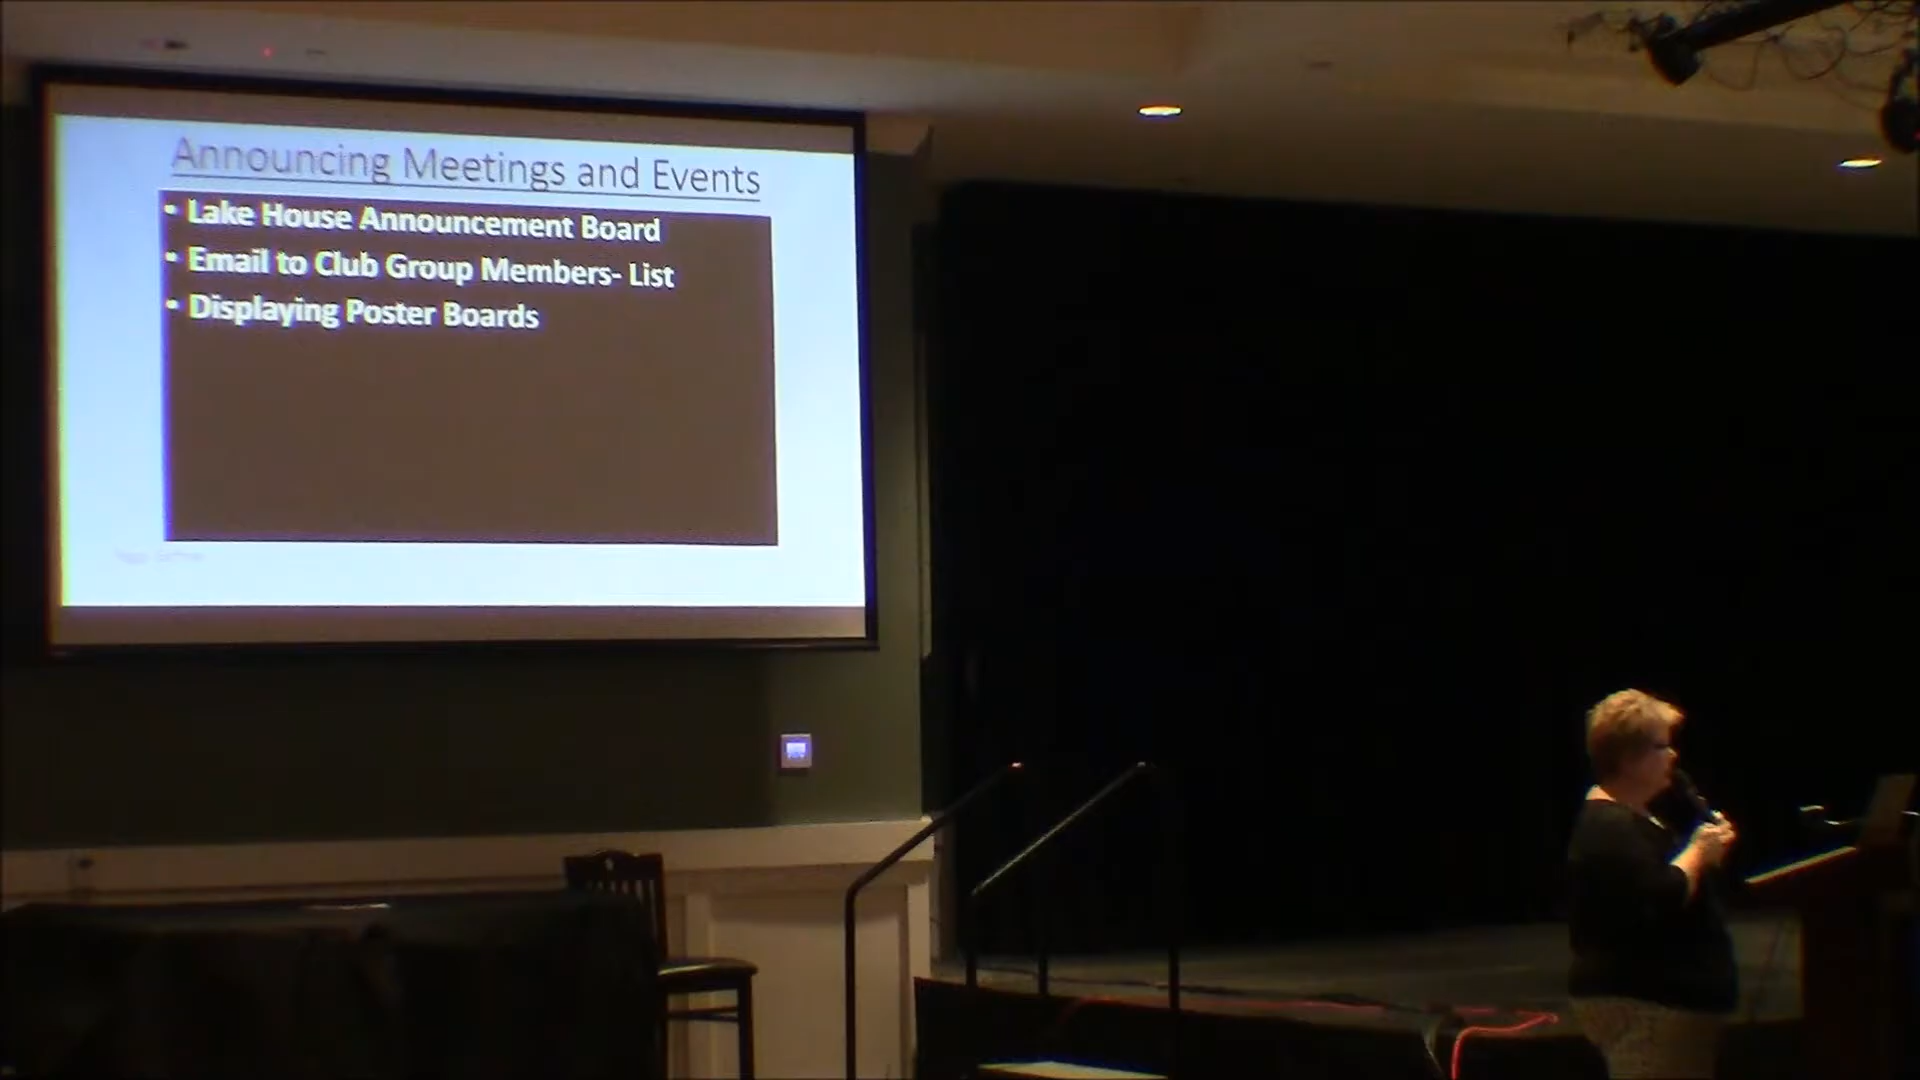 Announcing Meetings and Events
• Lake House Announcement Board
• Email to Club Group Members- List
• Displaying Poster Boards